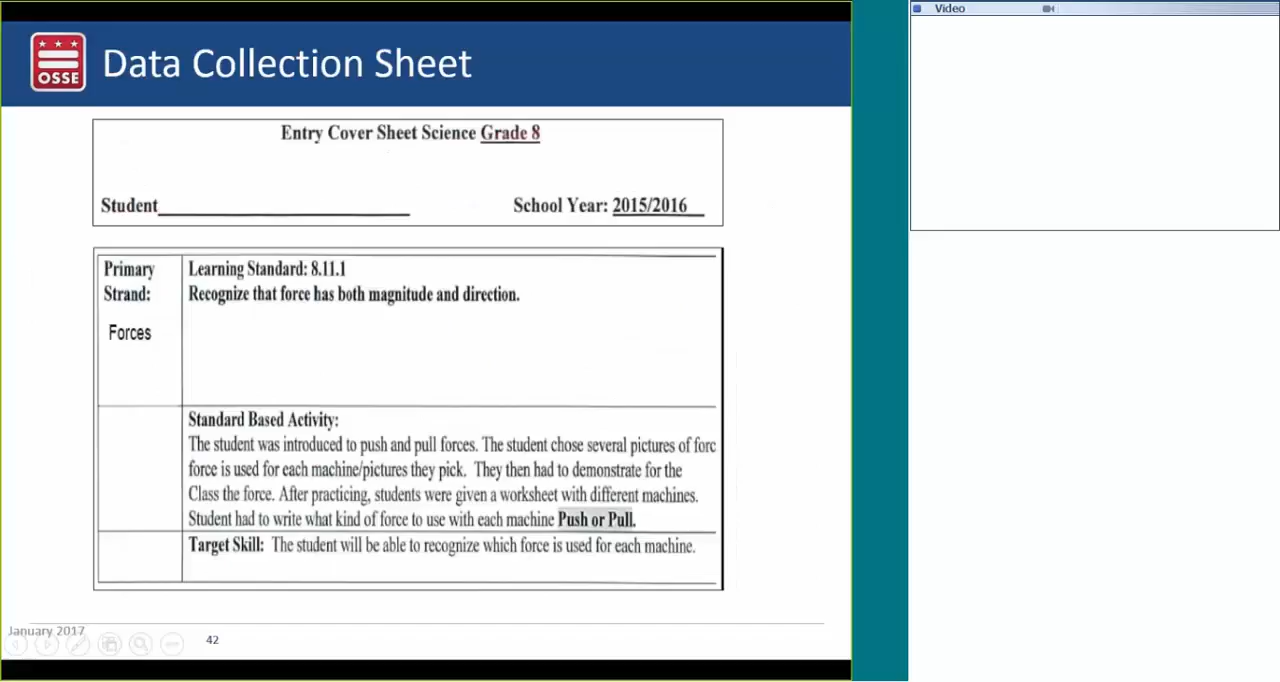 Video
OSSE
Data Collection Sheet
Entry Cover Sheet Science Grade 8
Student
School Year: 2015/2016
Primary Strand:
Forces
Learning Standard: 8.11.1
Recognize that force has both magnitude and direction.
Standard Based Activity:
The student was introduced to push and pull forces. The student chose several pictures of forc
force is used for each machine/pictures they pick. They then had to demonstrate for the
Class the force. After practicing, students were given a worksheet with different machines.
Student had to write what kind of force to use with each machine Push or Pull.
Target Skill: The student will be able to recognize which force is used for each machine.
January 2017
42